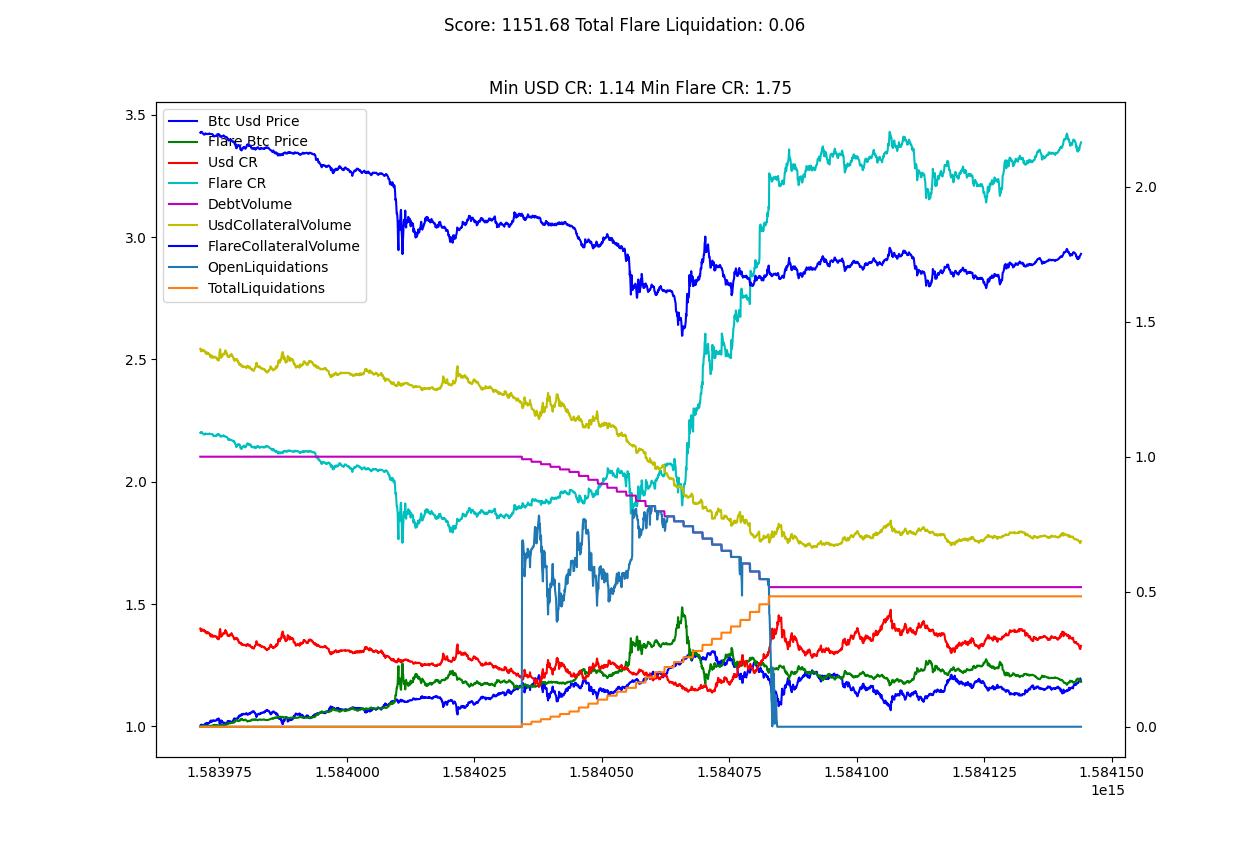 Score: 1151.68 Total Flare Liquidation: 0.06
Min USD CR: 1.14 Min Flare CR: 1.75
Btc Usd Price
Flare Btc Price
Usd CR
Flare CR
DebtVolume
UsdCollateralVolume
FlareCollateralVolume
OpenLiquidations
TotalLiquidations
3.5
3.0
2.5
2.0
1.5
1.0
2.0
1.5
1.0
0.5
0.0
1.583975 1.584000 1.584025 1.584050 1.584075 1.584100 1.584125 1.584150
1e15